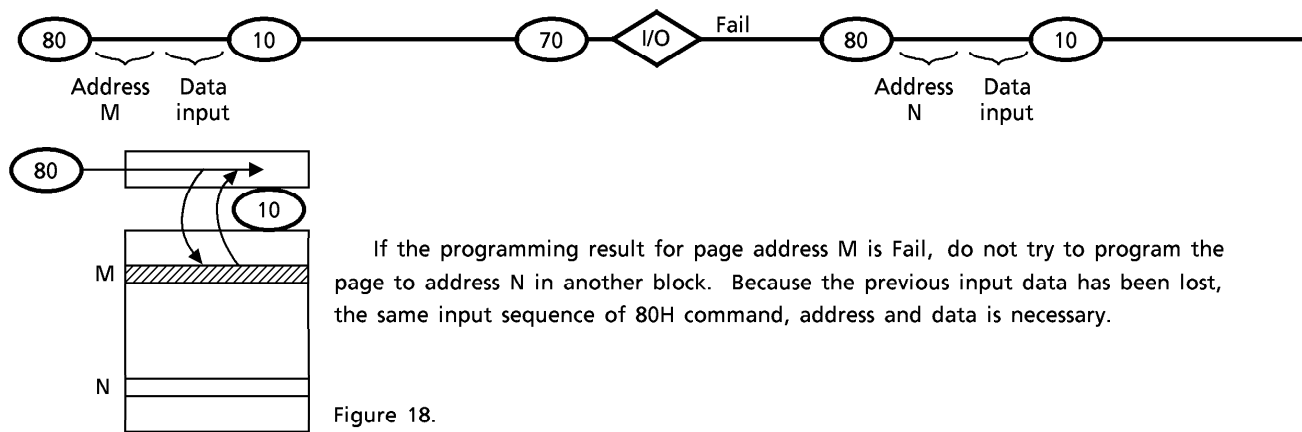 80 10 70 I/O Fail 80 10
Address Data Address Data
M input N input
80
10
If the programming result for page address M is Fail, do not try to program the
M
page to address N in another block. Because the previous input data has been lost,
the same input sequence of 80H command, address and data is necessary.
N
Figure 18.